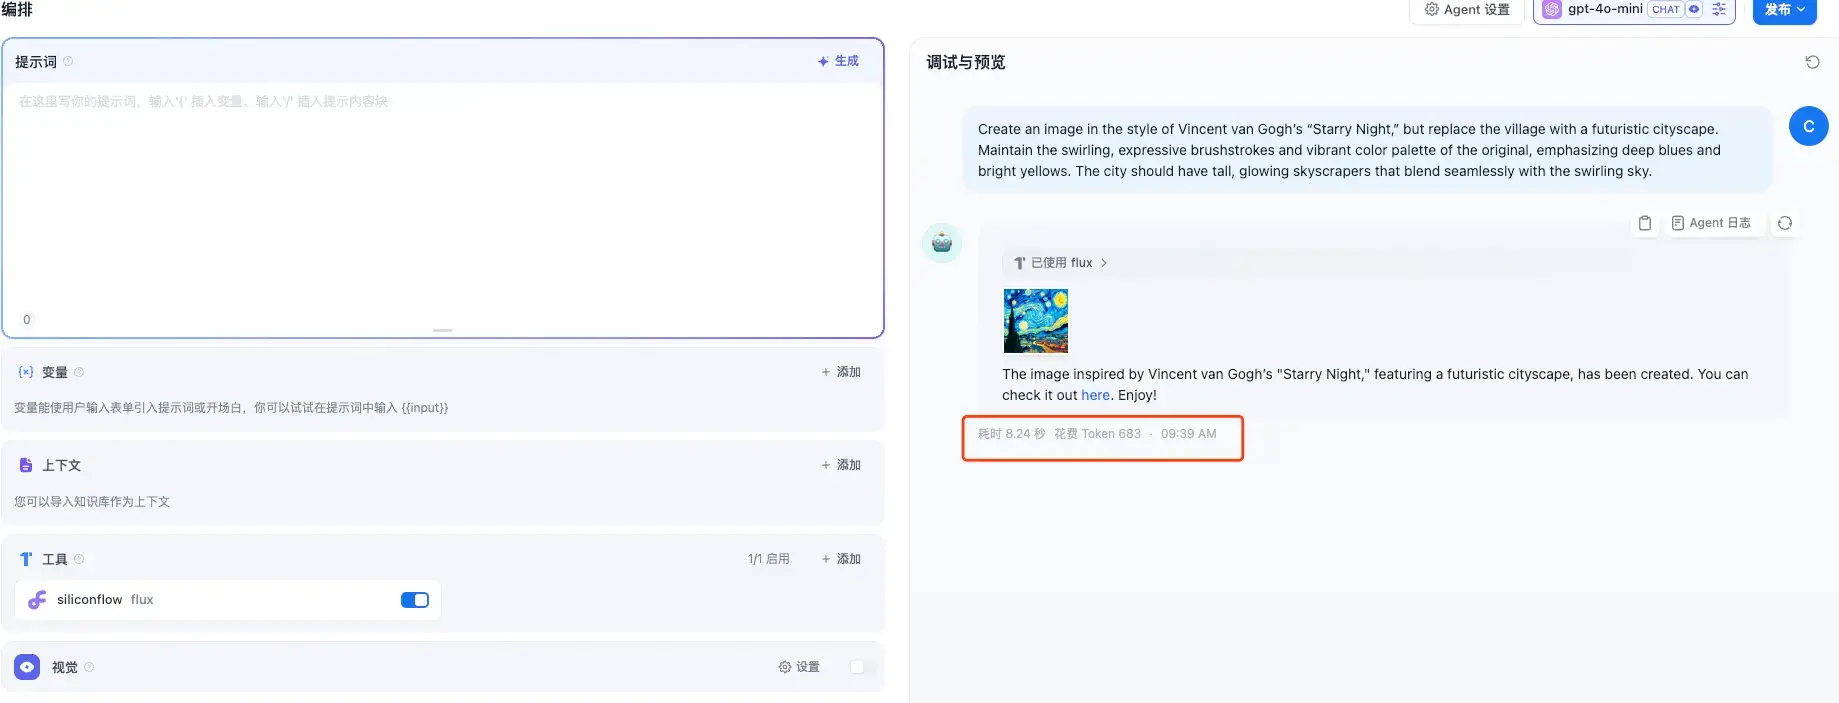 编排
Agent 设置
gpt-4o-mini CHAT
发布
提示词
生成
在这里写你的提示词，输入'{' 插入变量、输入'/' 插入提示内容块
0
变量
+ 添加
变量能使用户输入表单引入提示词或开场白，你可以试试在提示词中输入 {{input}}
上下文
+ 添加
您可以导入知识库作为上下文
工具
1/1 启用
+ 添加
siliconflow flux
视觉
设置
调试与预览
Create an image in the style of Vincent van Gogh’s “Starry Night,” but replace the village with a futuristic cityscape.
Maintain the swirling, expressive brushstrokes and vibrant color palette of the original, emphasizing deep blues and
bright yellows. The city should have tall, glowing skyscrapers that blend seamlessly with the swirling sky.
C
Agent 日志
已使用 flux
The image inspired by Vincent van Gogh's "Starry Night," featuring a futuristic cityscape, has been created. You can
check it out here. Enjoy!
耗时 8.24 秒 花费 Token 683 · 09:39 AM